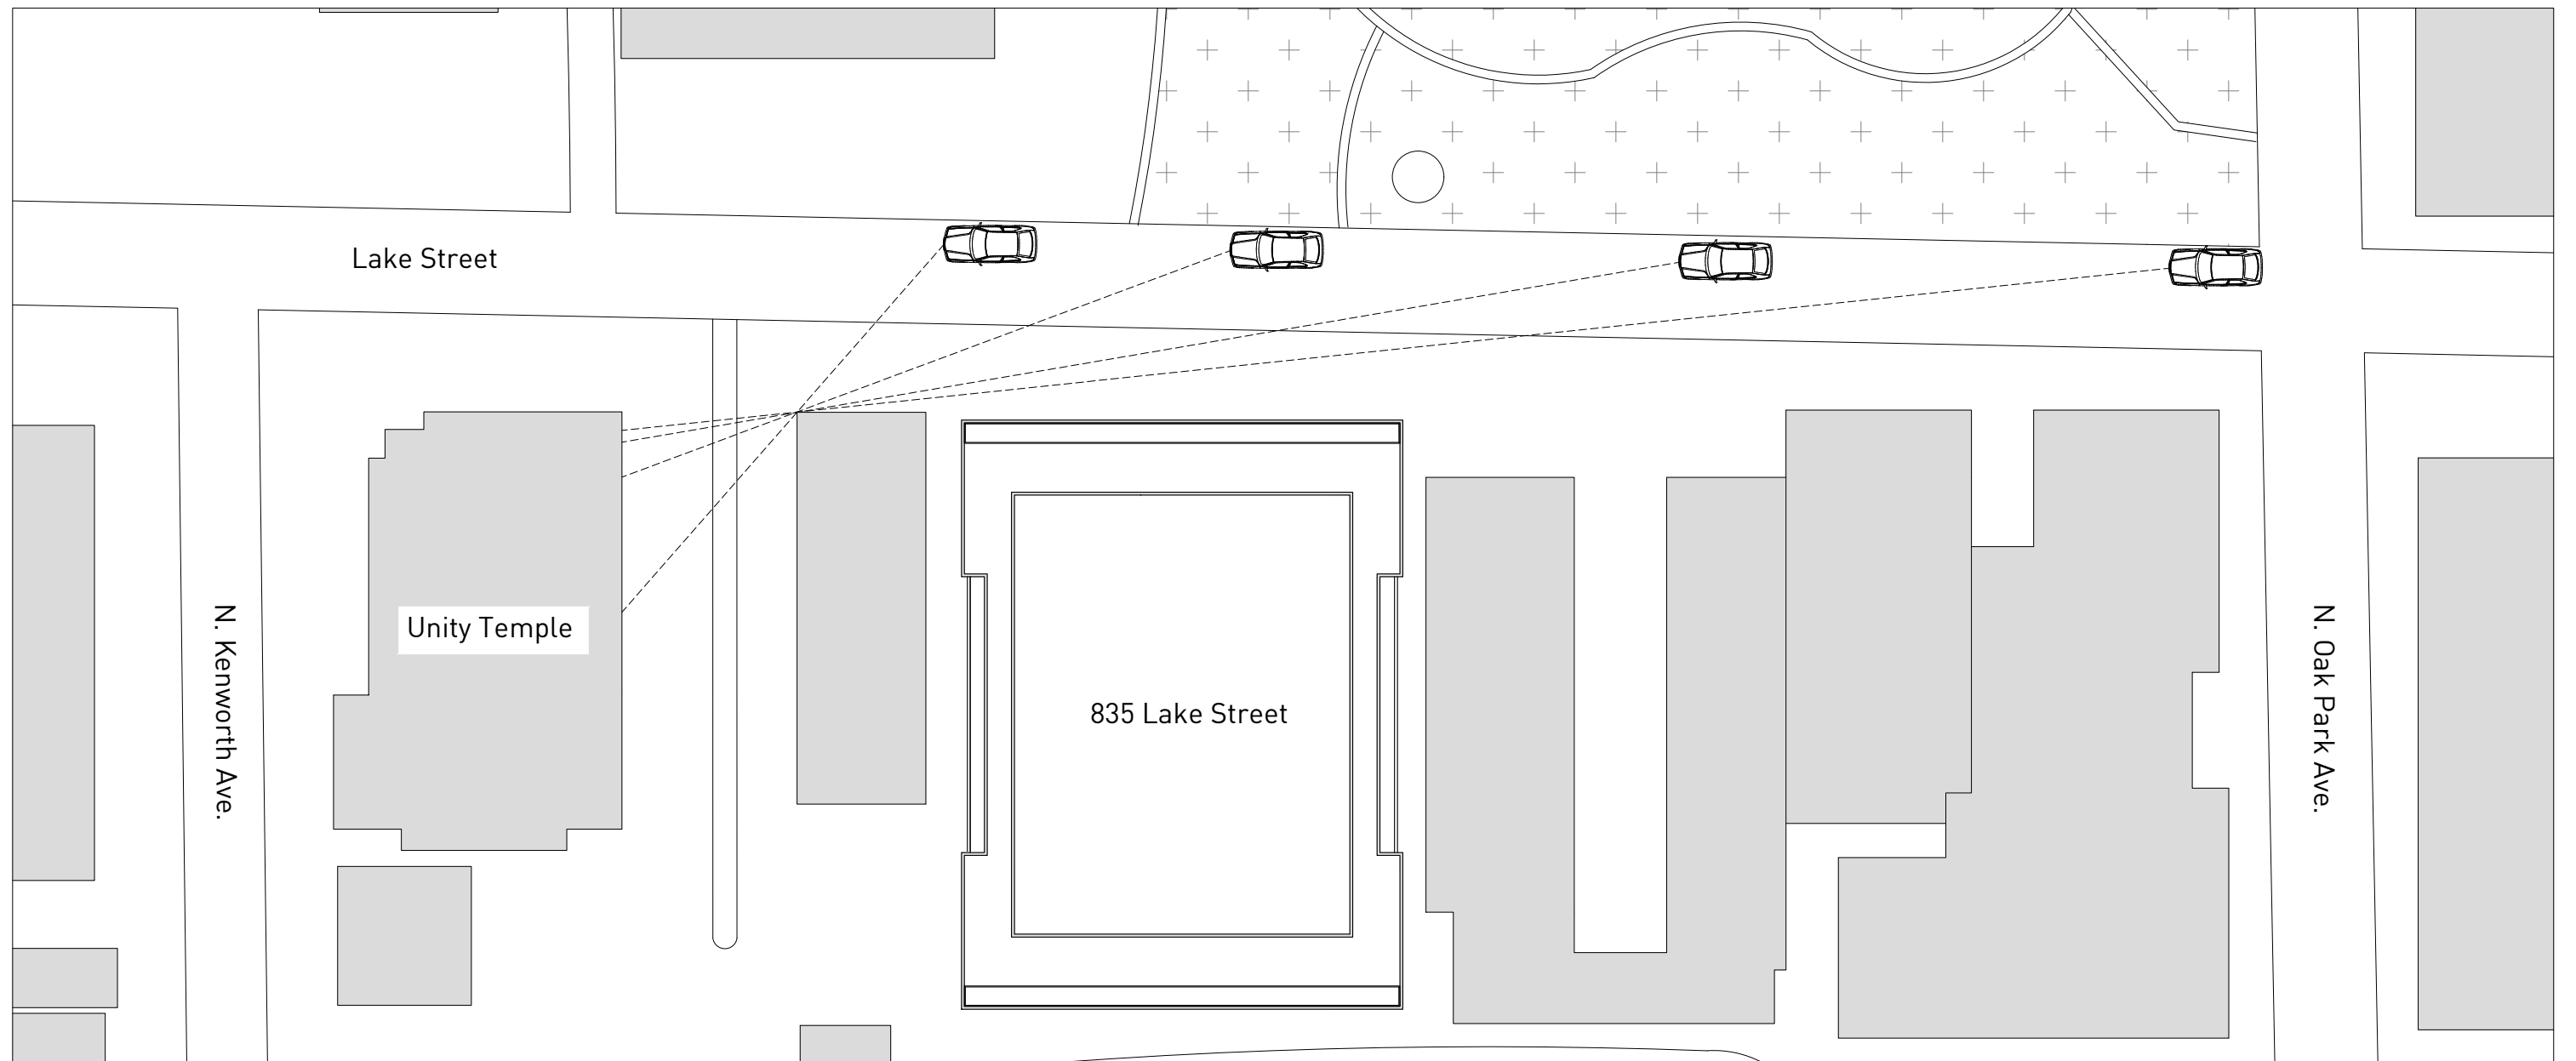 Lake Street
Unity Temple
N. Kenworth Ave.
835 Lake Street
N. Oak Park Ave.